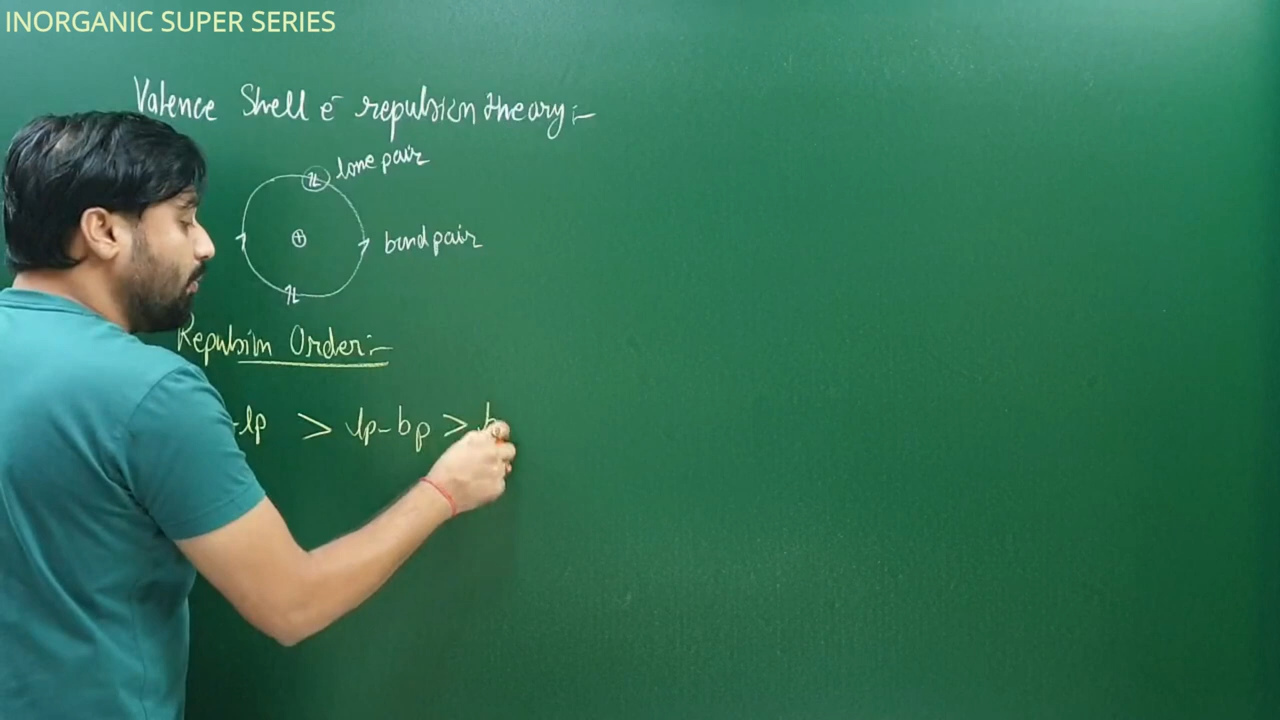 INORGANIC SUPER SERIES
Valence Shell e⁻ repulsion theory:-
lone pair
bond pair
Repulsion Order:-
-lp > lp-bp > b